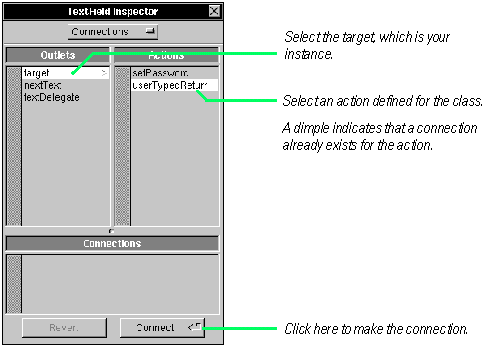 TextField Inspector
Connections
Outlets
Actions
target
nextText
textDelegate
setPassword
userTypedReturn
Connections
Revert
Connect
Select the target, which is your
instance.
Select an action defined for the class.
A dimple indicates that a connection
already exists for the action.
Click here to make the connection.